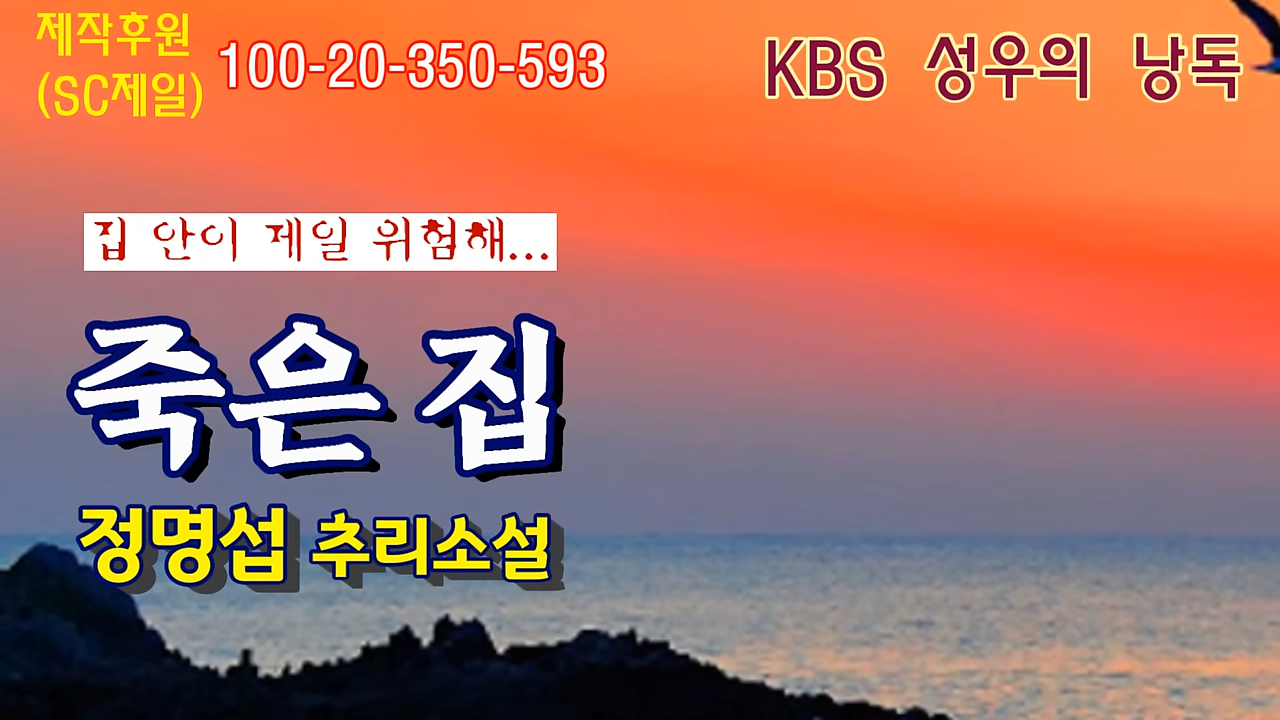 제작후원
(SC제일)
100-20-350-593
KBS 성우의 낭독
집 안이 제일 위험해...
죽은 집
정명섭 추리소설